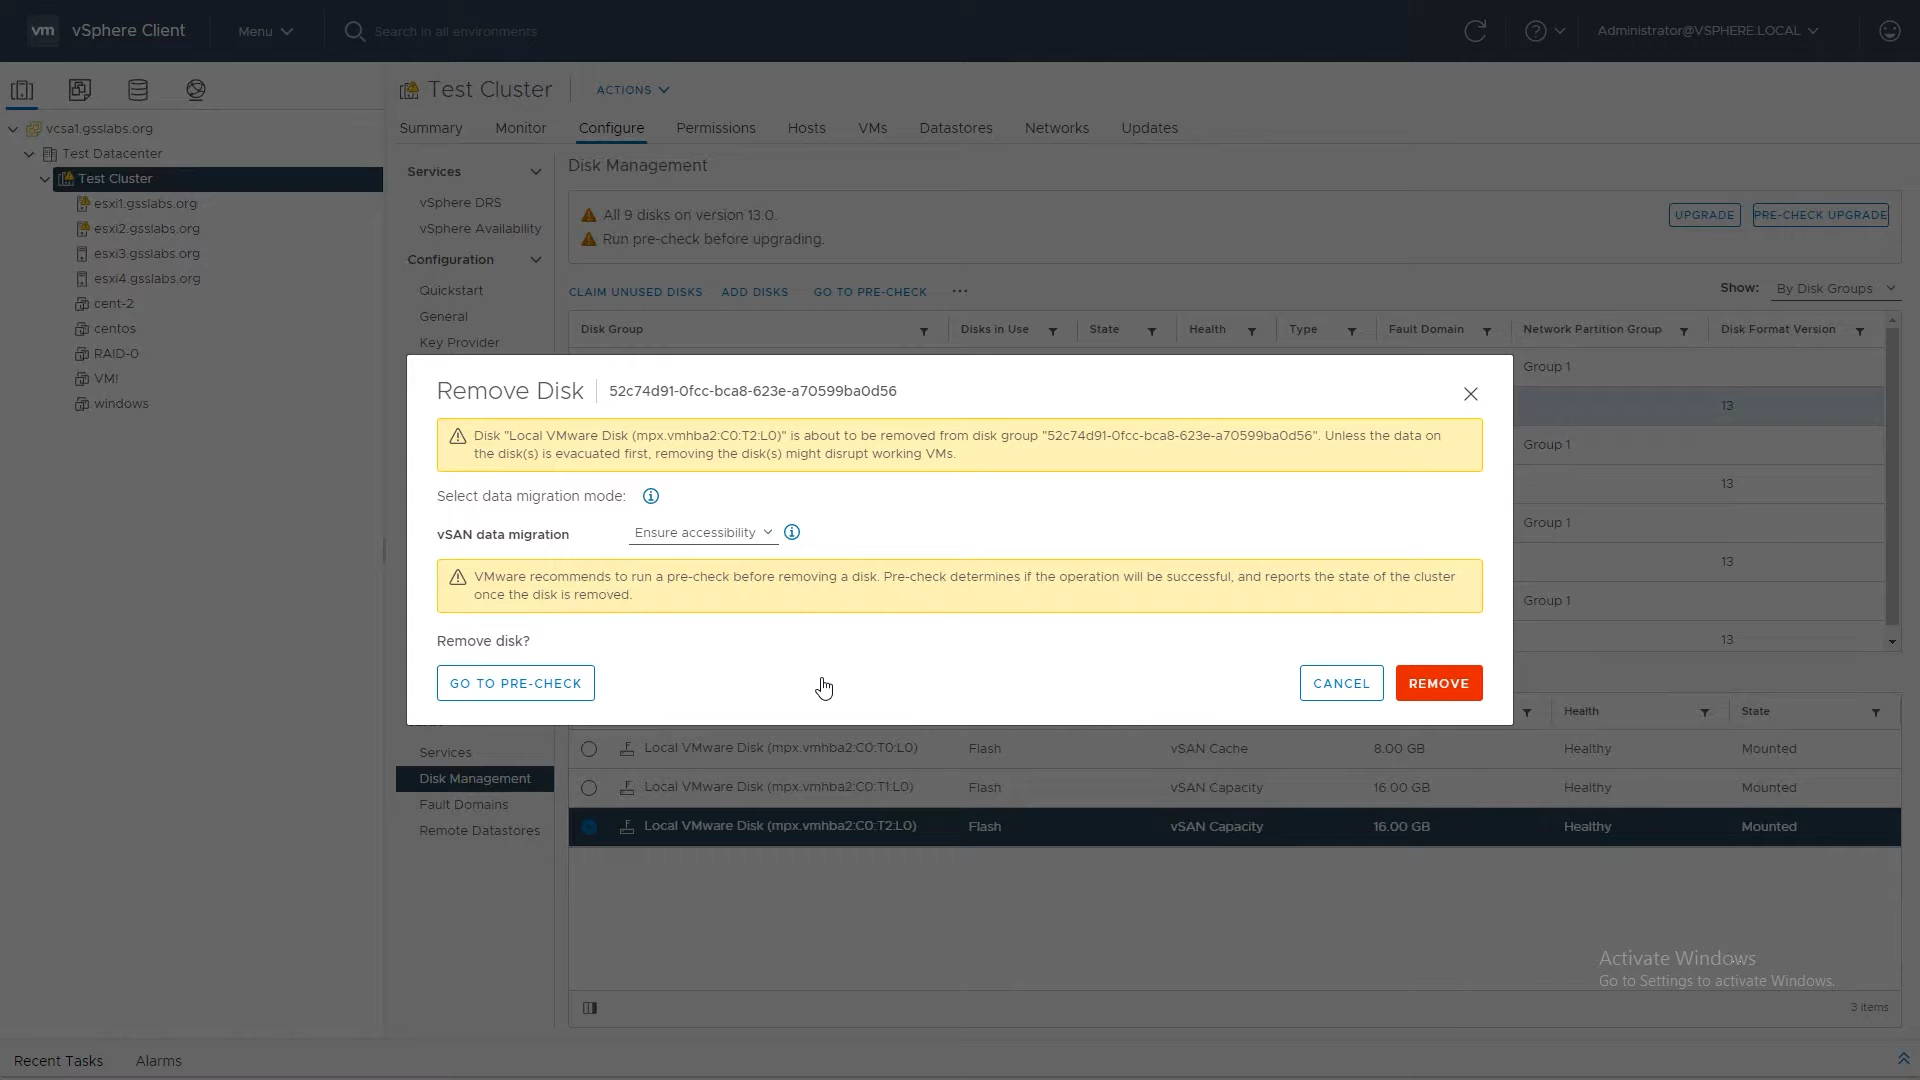 vm vSphere Client Menu Search in all environments Administrator@VSPHERE.LOCAL
vcsa1.gsslabs.org
Test Datacenter
Test Cluster
esxi1.gsslabs.org
esxi2.gsslabs.org
esxi3.gsslabs.org
esxi4.gsslabs.org
cent-2
centos
RAID-0
VM!
windows
Test Cluster ACTIONS
Summary Monitor Configure Permissions Hosts VMs Datastores Networks Updates
Services
vSphere DRS
vSphere Availability
Configuration
Quickstart
General
Key Provider
Services
Disk Management
Fault Domains
Remote Datastores
Disk Management
All 9 disks on version 13.0.
Run pre-check before upgrading.
UPGRADE PRE-CHECK UPGRADE
CLAIM UNUSED DISKS ADD DISKS GO TO PRE-CHECK ... Show: By Disk Groups
Disk Group Disks in Use State Health Type Fault Domain Network Partition Group Disk Format Version
Group 1
13
Group 1
13
Group 1
13
Group 1
13
Remove Disk 52c74d91-0fcc-bca8-623e-a70599ba0d56
Disk "Local VMware Disk (mpx.vmhba2:C0:T2:L0)" is about to be removed from disk group "52c74d91-0fcc-bca8-623e-a70599ba0d56". Unless the data on
the disk(s) is evacuated first, removing the disk(s) might disrupt working VMs.
Select data migration mode:
vSAN data migration Ensure accessibility
VMware recommends to run a pre-check before removing a disk. Pre-check determines if the operation will be successful, and reports the state of the cluster
once the disk is removed.
Remove disk?
GO TO PRE-CHECK CANCEL REMOVE
Health State
Local VMware Disk (mpx.vmhba2:C0:T0:L0) Flash vSAN Cache 8.00 GB Healthy Mounted
Local VMware Disk (mpx.vmhba2:C0:T1:L0) Flash vSAN Capacity 16.00 GB Healthy Mounted
Local VMware Disk (mpx.vmhba2:C0:T2:L0) Flash vSAN Capacity 16.00 GB Healthy Mounted
Activate Windows
Go to Settings to activate Windows.
3 items
Recent Tasks Alarms